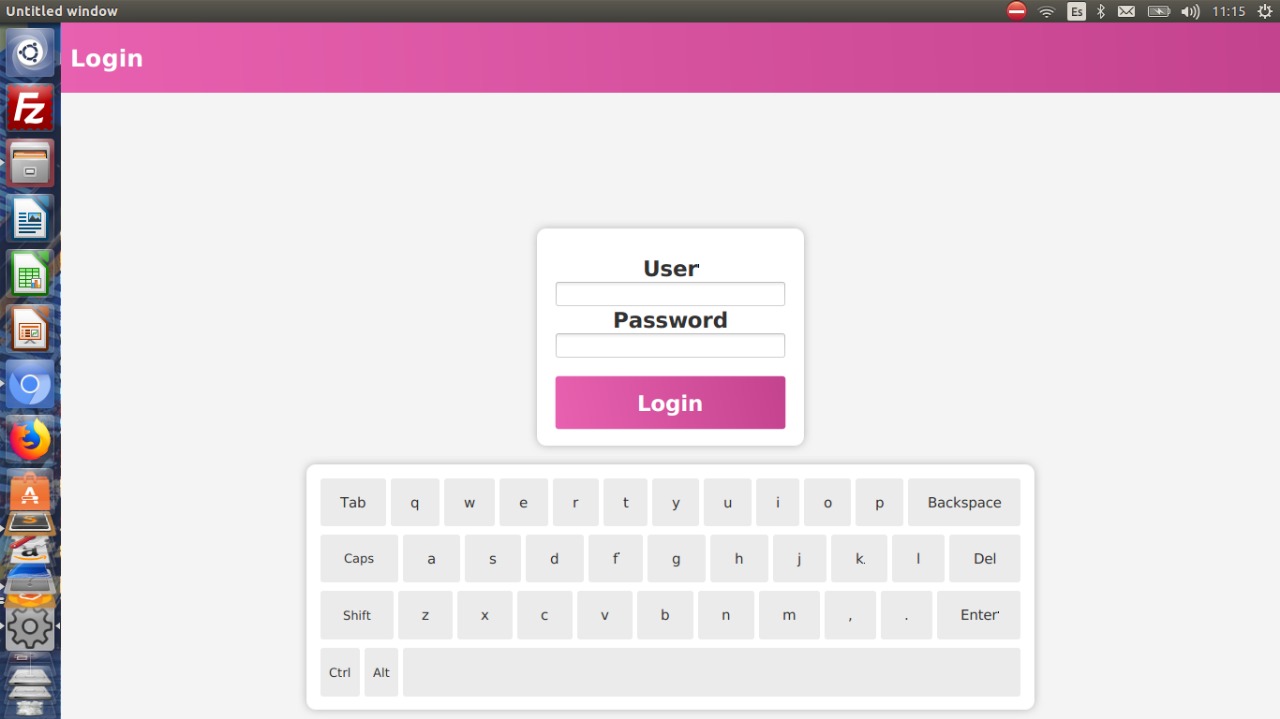 Untitled window
Es
11:15
Login
User
Password
Login
Tab q w e r t y u i o p Backspace
Caps a s d f g h j k l Del
Shift z x c v b n m , . Enter
Ctrl Alt